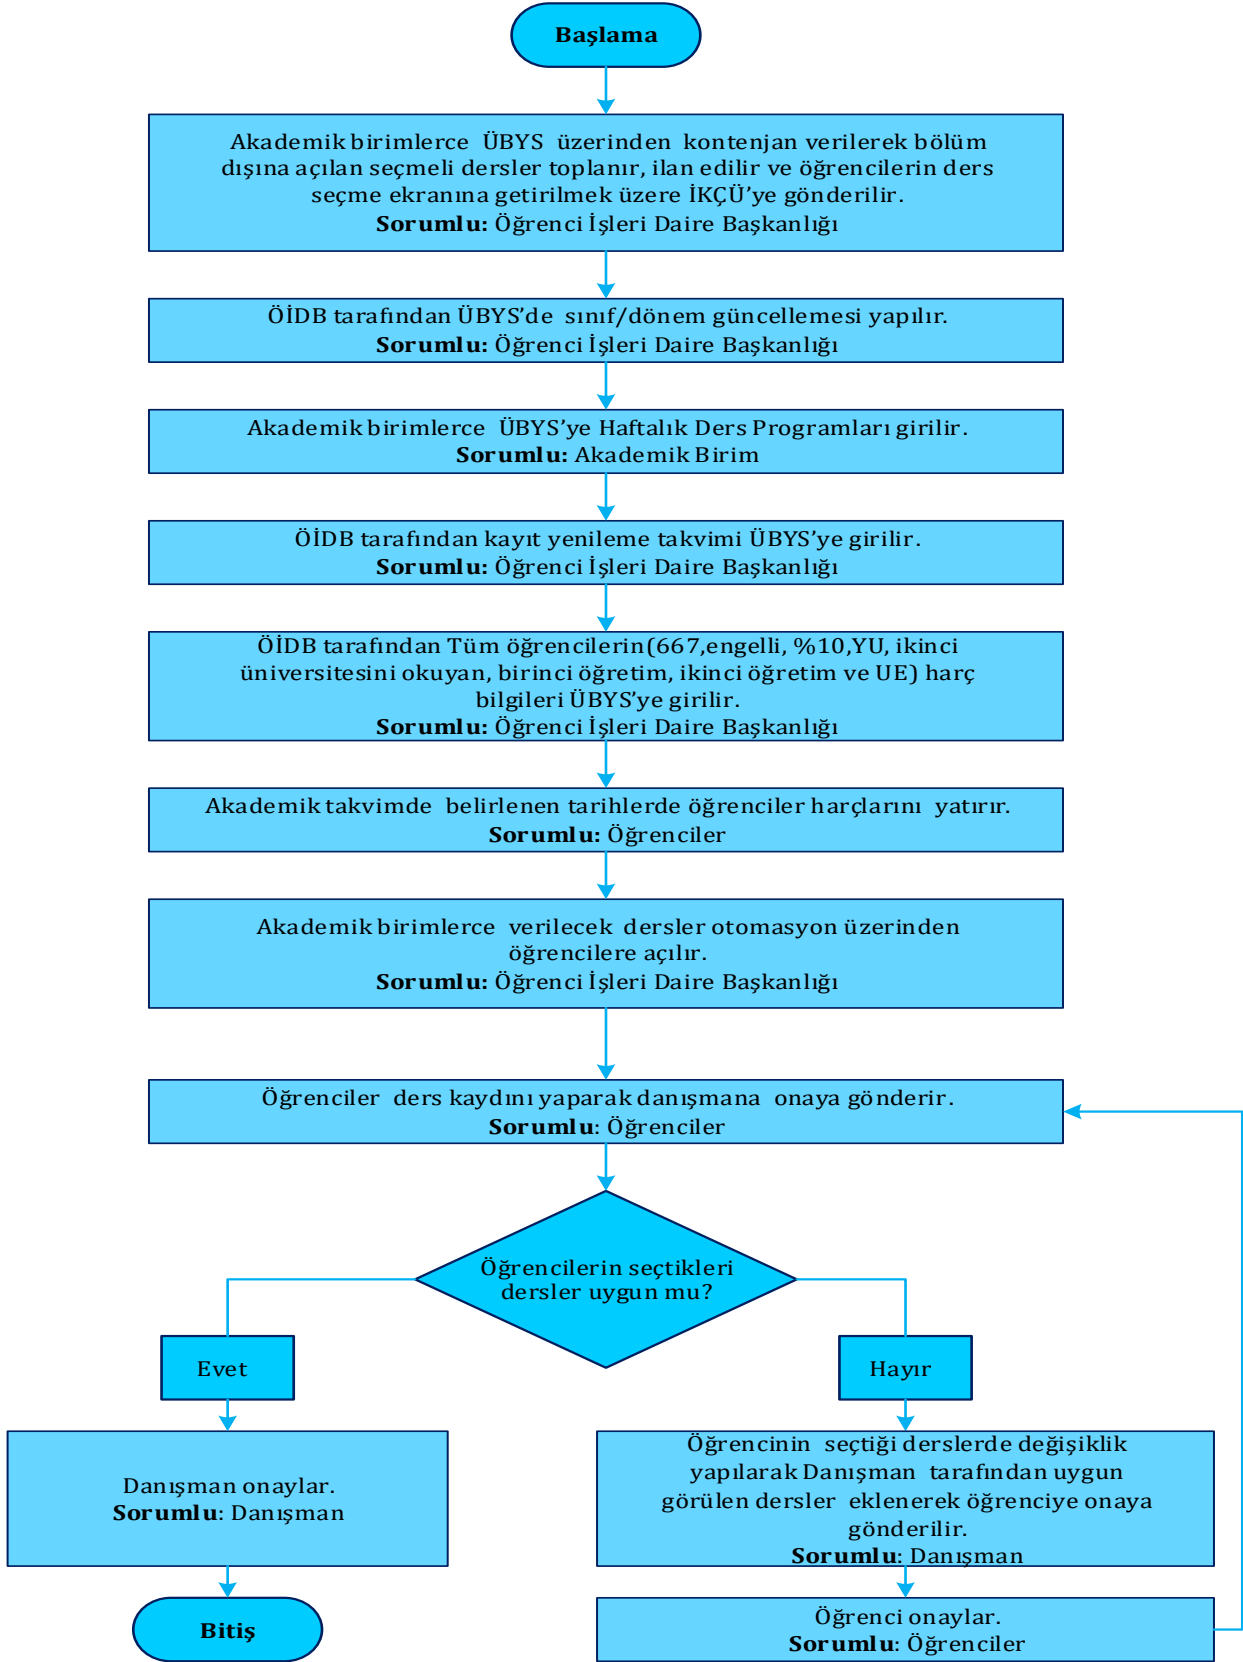 Başlama
Akademik birimlerce ÜBYS üzerinden kontenjan verilerek bölüm
dışına açılan seçmeli dersler toplanır, ilan edilir ve öğrencilerin ders
seçme ekranına getirilmek üzere İKÇÜ’ye gönderilir.
Sorumlu: Öğrenci İşleri Daire Başkanlığı
ÖİDB tarafından ÜBYS’de sınıf/dönem güncellemesi yapılır.
Sorumlu: Öğrenci İşleri Daire Başkanlığı
Akademik birimlerce ÜBYS’ye Haftalık Ders Programları girilir.
Sorumlu: Akademik Birim
ÖİDB tarafından kayıt yenileme takvimi ÜBYS’ye girilir.
Sorumlu: Öğrenci İşleri Daire Başkanlığı
ÖİDB tarafından Tüm öğrencilerin(667,engelli, %10,YU, ikinci
üniversitesini okuyan, birinci öğretim, ikinci öğretim ve UE) harç
bilgileri ÜBYS’ye girilir.
Sorumlu: Öğrenci İşleri Daire Başkanlığı
Akademik takvimde belirlenen tarihlerde öğrenciler harçlarını yatırır.
Sorumlu: Öğrenciler
Akademik birimlerce verilecek dersler otomasyon üzerinden
öğrencilere açılır.
Sorumlu: Öğrenci İşleri Daire Başkanlığı
Öğrenciler ders kaydını yaparak danışmana onaya gönderir.
Sorumlu: Öğrenciler
Öğrencilerin seçtikleri
dersler uygun mu?
Evet
Hayır
Danışman onaylar.
Sorumlu: Danışman
Öğrencinin seçtiği derslerde değişiklik
yapılarak Danışman tarafından uygun
görülen dersler eklenerek öğrenciye onaya
gönderilir.
Sorumlu: Danışman
Bitiş
Öğrenci onaylar.
Sorumlu: Öğrenciler